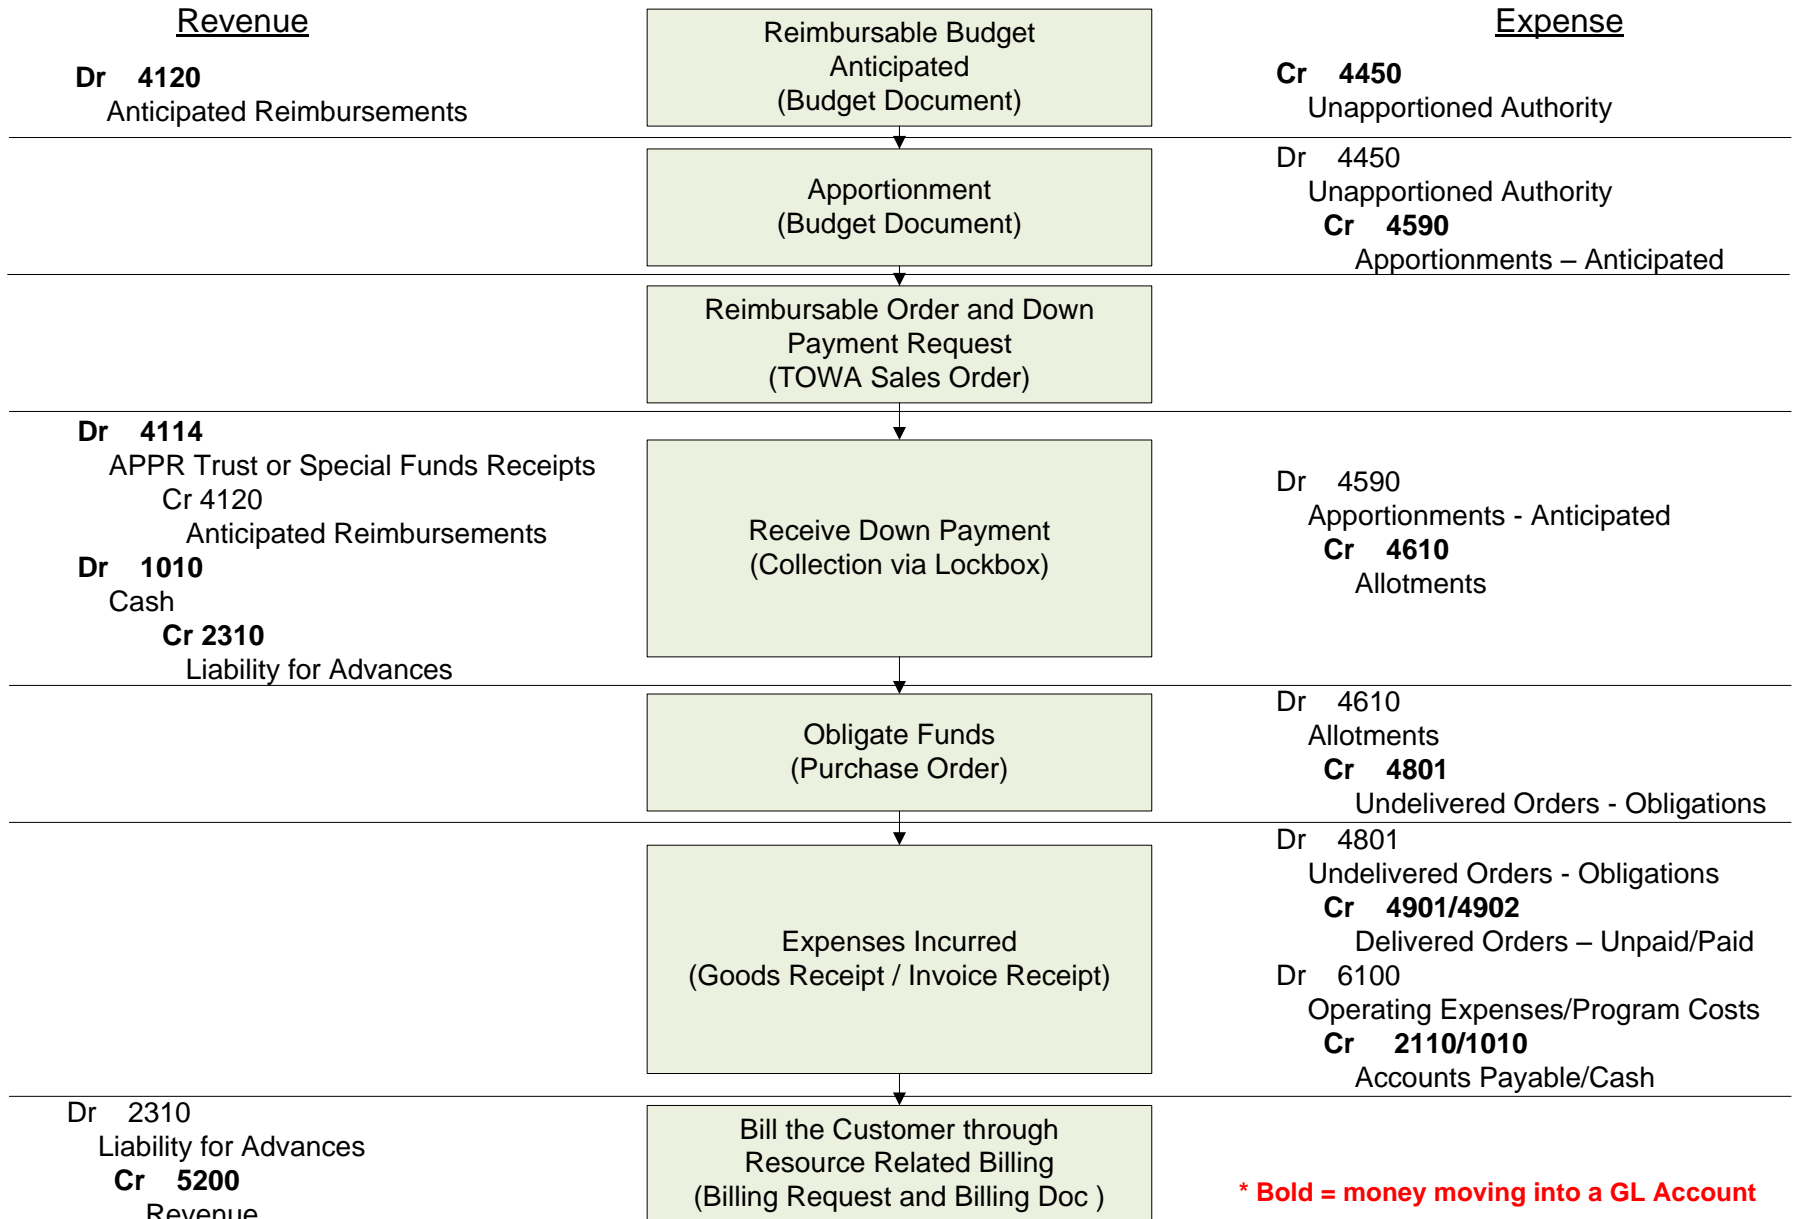 Revenue
Reimbursable Budget
Anticipated
(Budget Document)
Expense
Dr 4120
Anticipated Reimbursements
Cr 4450
Unapportioned Authority
Apportionment
(Budget Document)
Dr 4450
Unapportioned Authority
Cr 4590
Apportionments – Anticipated
Reimbursable Order and Down
Payment Request
(TOWA Sales Order)
Dr 4114
APPR Trust or Special Funds Receipts
Cr 4120
Anticipated Reimbursements
Dr 1010
Cash
Cr 2310
Liability for Advances
Receive Down Payment
(Collection via Lockbox)
Dr 4590
Apportionments - Anticipated
Cr 4610
Allotments
Obligate Funds
(Purchase Order)
Dr 4610
Allotments
Cr 4801
Undelivered Orders - Obligations
Expenses Incurred
(Goods Receipt / Invoice Receipt)
Dr 4801
Undelivered Orders - Obligations
Cr 4901/4902
Delivered Orders – Unpaid/Paid
Dr 6100
Operating Expenses/Program Costs
Cr 2110/1010
Accounts Payable/Cash
Dr 2310
Liability for Advances
Cr 5200
Revenue
Bill the Customer through
Resource Related Billing
(Billing Request and Billing Doc )
* Bold = money moving into a GL Account